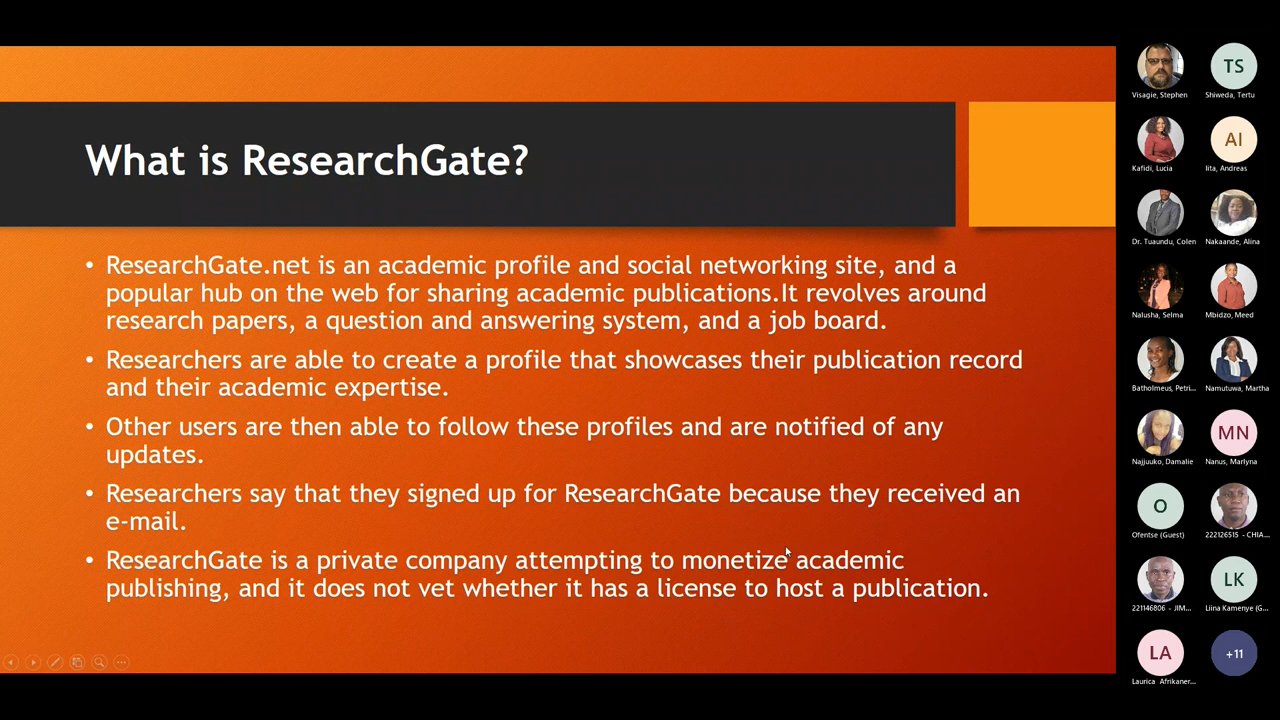 What is ResearchGate?
• ResearchGate.net is an academic profile and social networking site, and a
popular hub on the web for sharing academic publications.It revolves around
research papers, a question and answering system, and a job board.
• Researchers are able to create a profile that showcases their publication record
and their academic expertise.
• Other users are then able to follow these profiles and are notified of any
updates.
• Researchers say that they signed up for ResearchGate because they received an
e-mail.
• ResearchGate is a private company attempting to monetize academic
publishing, and it does not vet whether it has a license to host a publication.
Visagie, Stephen
TS
Shiweda, Tertu
Kafidi, Lucia
AI
Iita, Andreas
Dr. Tuaundu, Colen
Nakaande, Alina
Nalusha, Selma
Mbidzo, Meed
Batholmeus, Petri...
Namutuwa, Martha
Najjuuko, Damalie
MN
Nanus, Marlyna
O
Ofentse (Guest)
222126515 - CHIA...
221146806 - JIM...
LK
Liina Kamenye (G...
LA
Laurica Afrikaner...
+11